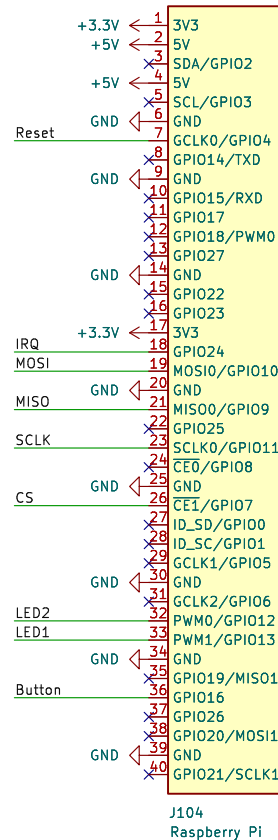 +3.3V 1 3V3
+5V 2 5V
3 SDA/GPIO2
+5V 4 5V
5 SCL/GPIO3
GND 6 GND
Reset 7 GCLK0/GPIO4
8 GPIO14/TXD
GND 9 GND
10 GPIO15/RXD
11 GPIO17
12 GPIO18/PWM0
13 GPIO27
GND 14 GND
15 GPIO22
16 GPIO23
+3.3V 17 3V3
IRQ 18 GPIO24
MOSI 19 MOSI0/GPIO10
GND 20 GND
MISO 21 MISO0/GPIO9
22 GPIO25
SCLK 23 SCLK0/GPIO11
24 CE0/GPIO8
GND 25 GND
CS 26 CE1/GPIO7
27 ID_SD/GPIO0
28 ID_SC/GPIO1
29 GCLK1/GPIO5
GND 30 GND
31 GCLK2/GPIO6
LED2 32 PWM0/GPIO12
LED1 33 PWM1/GPIO13
GND 34 GND
35 GPIO19/MISO1
Button 36 GPIO16
37 GPIO26
38 GPIO20/MOSI1
GND 39 GND
40 GPIO21/SCLK1
J104
Raspberry Pi